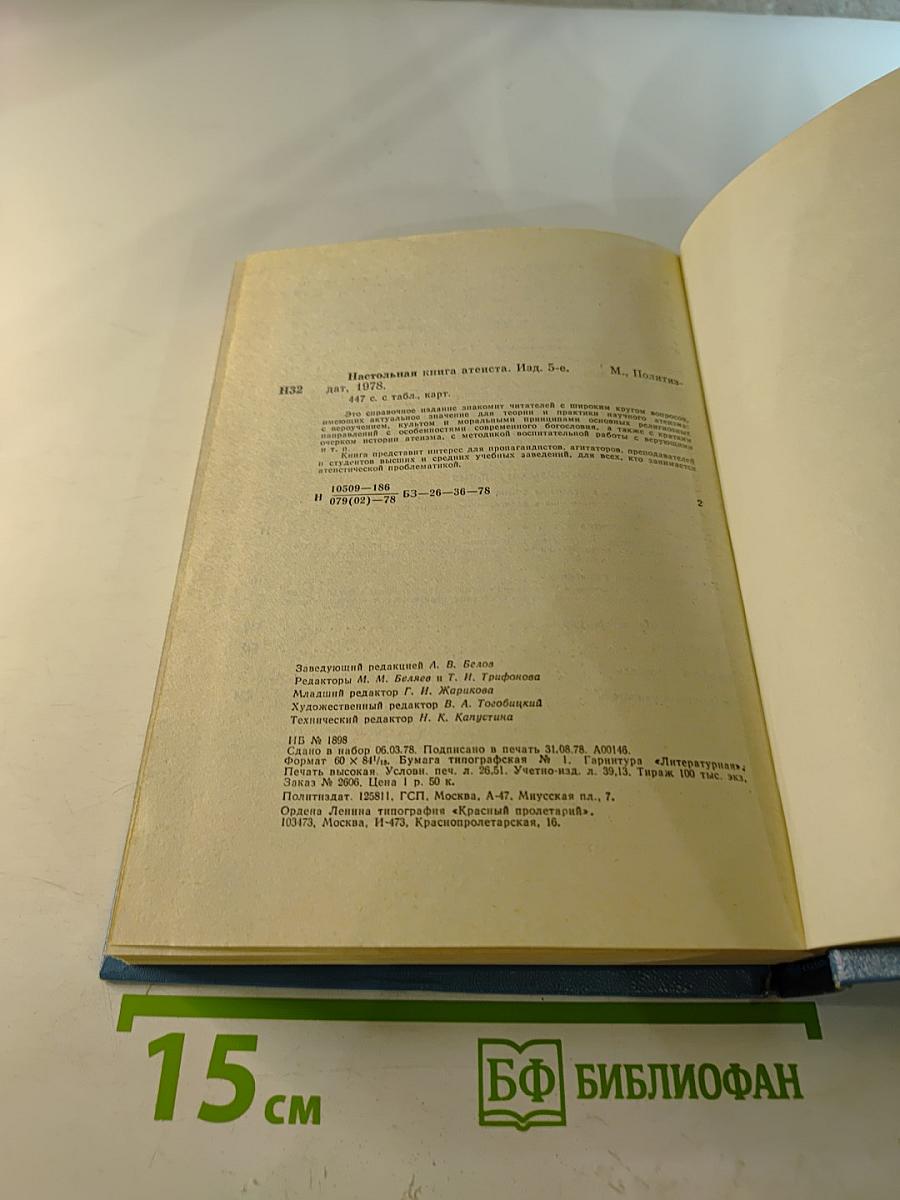 Настольная книга атеиста. Изд. 5-е. М., Политиз-
Н32 дат, 1978.
447 с. с табл., карт.
Это справочное издание знакомит читателей с широким кругом вопросов,
имеющих актуальное значение для теории и практики научного атеизма:
с вероучением, культом и моральными принципами основных религиозных
направлений с особенностями современного богословия, а также с кратким
очерком истории атеизма, с методикой воспитательной работы с верующими
и т. п.
Книга представит интерес для пропагандистов, агитаторов, преподавателей
и студентов высших и средних учебных заведений, для всех, кто занимается
атеистической проблематикой.
Н 10509—186
079(02)—78 БЗ—26—36—78
2
Заведующий редакцией А. В. Белов
Редакторы М. М. Беляев и Т. И. Трифонова
Младший редактор Г. И. Жарикова
Художественный редактор В. А. Тогобицкий
Технический редактор Н. К. Капустина
ИБ № 1898
Сдано в набор 06.03.78. Подписано в печать 31.08.78. А00146.
Формат 60 × 84 1/16. Бумага типографская № 1. Гарнитура «Литературная».
Печать высокая. Условн. печ. л. 26,51. Учетно-изд. л. 39,13. Тираж 100 тыс. экз.
Заказ № 2606. Цена 1 р. 50 к.
Политиздат. 125811, ГСП, Москва, А-47, Миусская пл., 7.
Ордена Ленина типография «Красный пролетарий».
103473, Москва, И-473, Краснопролетарская, 16.
15 см
БФ БИБЛИОФАН